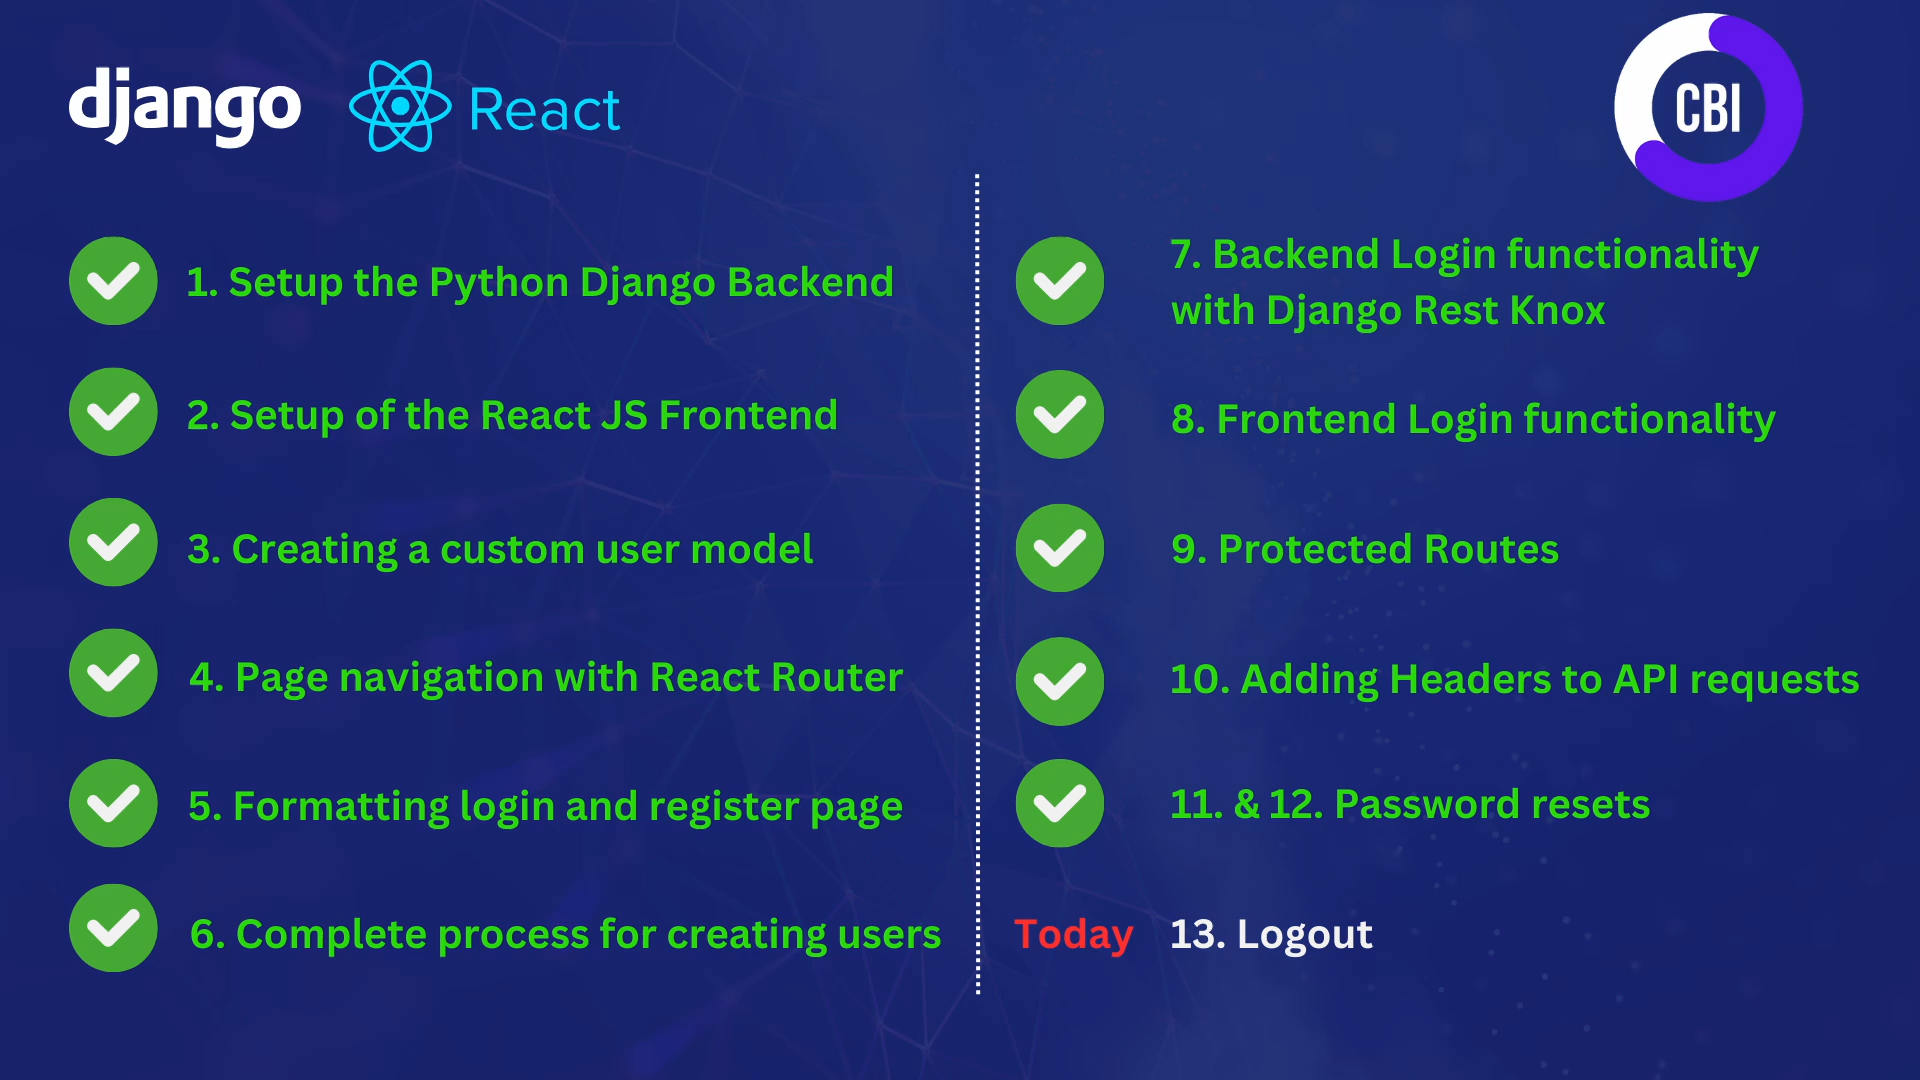 django
React
CBI
1. Setup the Python Django Backend
2. Setup of the React JS Frontend
3. Creating a custom user model
4. Page navigation with React Router
5. Formatting login and register page
6. Complete process for creating users
7. Backend Login functionality
with Django Rest Knox
8. Frontend Login functionality
9. Protected Routes
10. Adding Headers to API requests
11. & 12. Password resets
Today 13. Logout